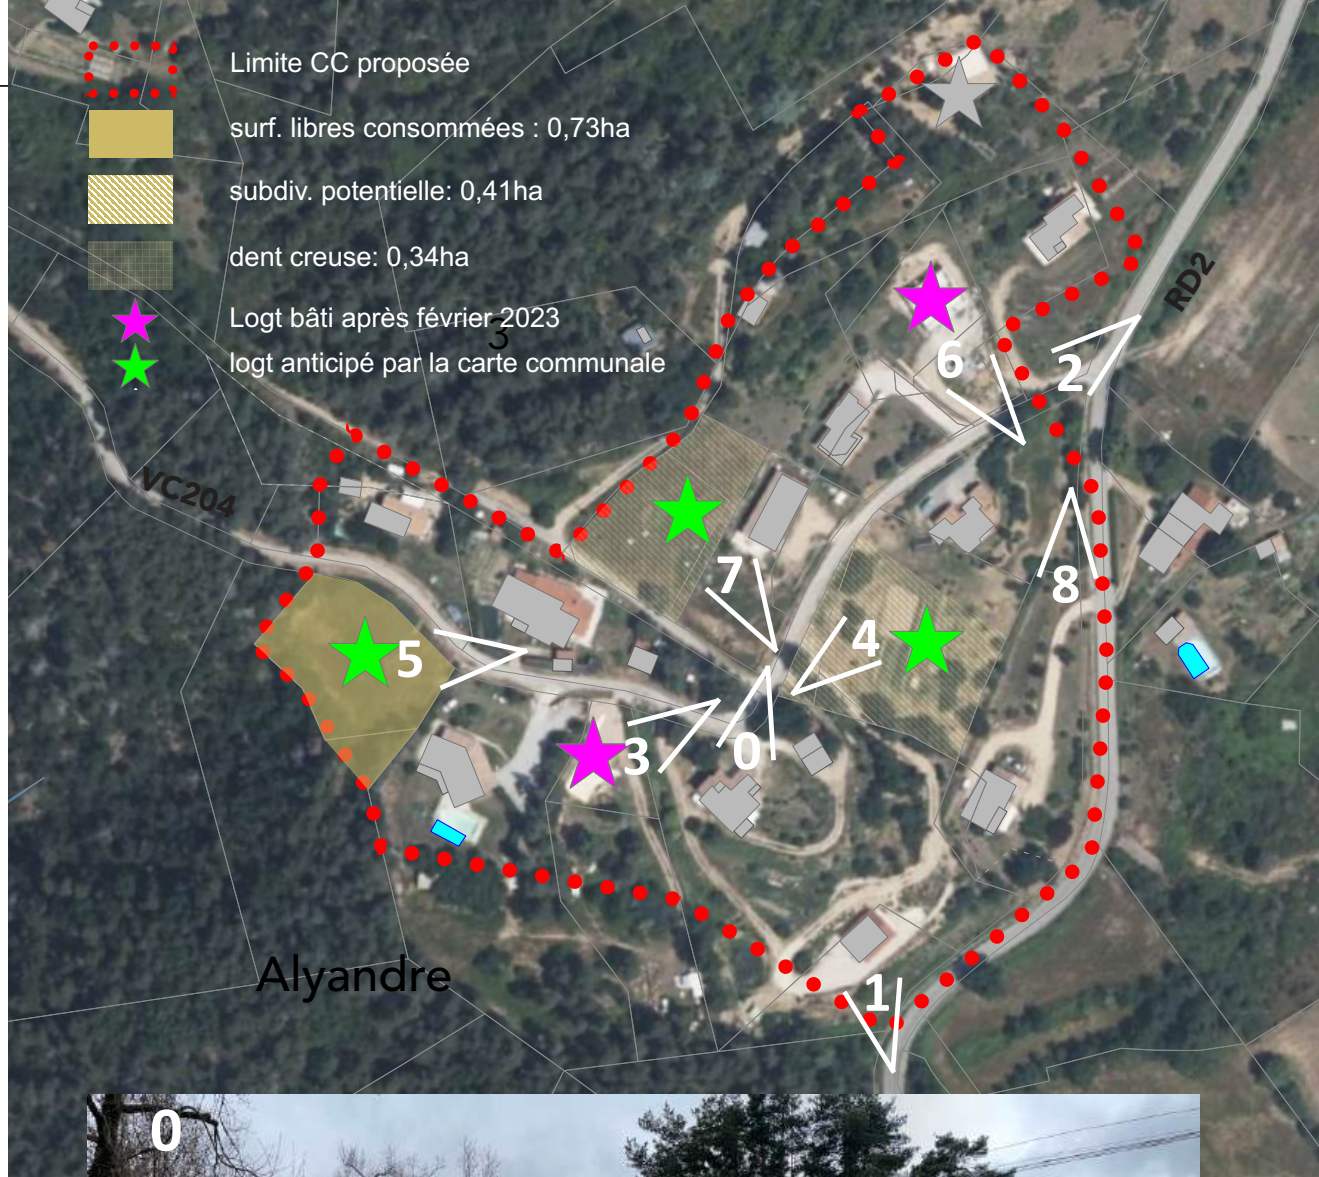 Limite CC proposée
surf. libres consommées : 0,73ha
subdiv. potentielle: 0,41ha
dent creuse: 0,34ha
Logt bâti après février 2023
3
logt anticipé par la carte communale
RD2
6
2
VC204
7
8
4
5
3
0
Alyandre
1
0